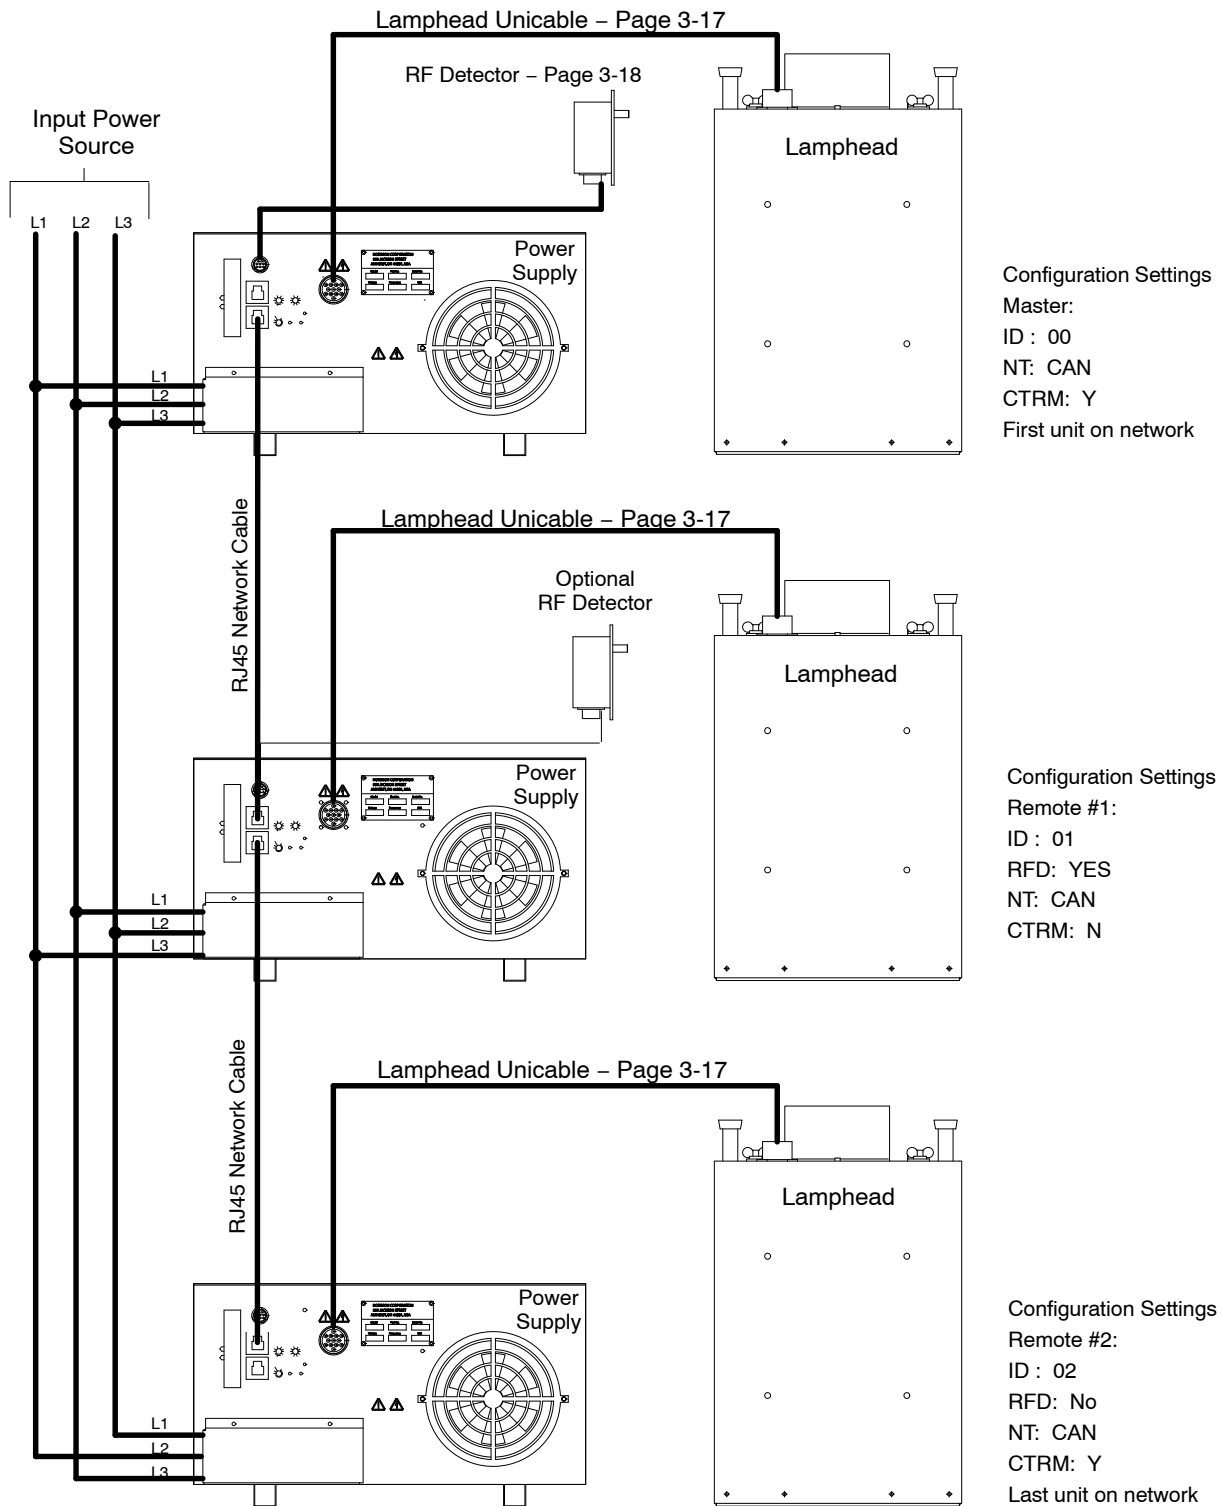 Lamphead Unicable – Page 3-17
RF Detector – Page 3-18
Input Power
Source
L1 L2 L3
Lamphead
Power
Supply
L1
L2
L3
Configuration Settings
Master:
ID : 00
NT: CAN
CTRM: Y
First unit on network
RJ45 Network Cable
Lamphead Unicable – Page 3-17
Optional
RF Detector
Lamphead
Power
Supply
L1
L2
L3
Configuration Settings
Remote #1:
ID : 01
RFD: YES
NT: CAN
CTRM: N
RJ45 Network Cable
Lamphead Unicable – Page 3-17
Lamphead
Power
Supply
L1
L2
L3
Configuration Settings
Remote #2:
ID : 02
RFD: No
NT: CAN
CTRM: Y
Last unit on network